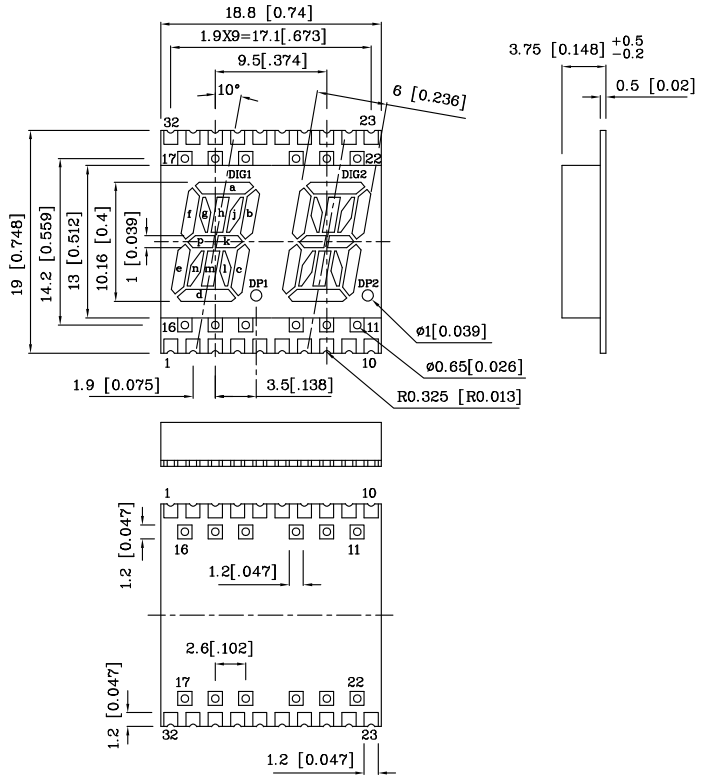 18.8 [0.74]
1.9X9=17.1[.673]
9.5[.374]
10°
6 [0.236]
3.75 [0.148] +0.5 −0.2
0.5 [0.02]
32 23
17 22
DIG1 DIG2
a
f g h j b
p k
e n m l c
d
DP1 DP2
19 [0.748]
14.2 [0.559]
13 [0.512]
10.16 [0.4]
1 [0.039]
16 11
1 10
ø1[0.039]
ø0.65[0.026]
R0.325 [R0.013]
1.9 [0.075]
3.5[.138]
1 10
16 11
1.2 [0.047]
1.2[.047]
2.6[.102]
17 22
32 23
1.2 [0.047]
1.2 [0.047]